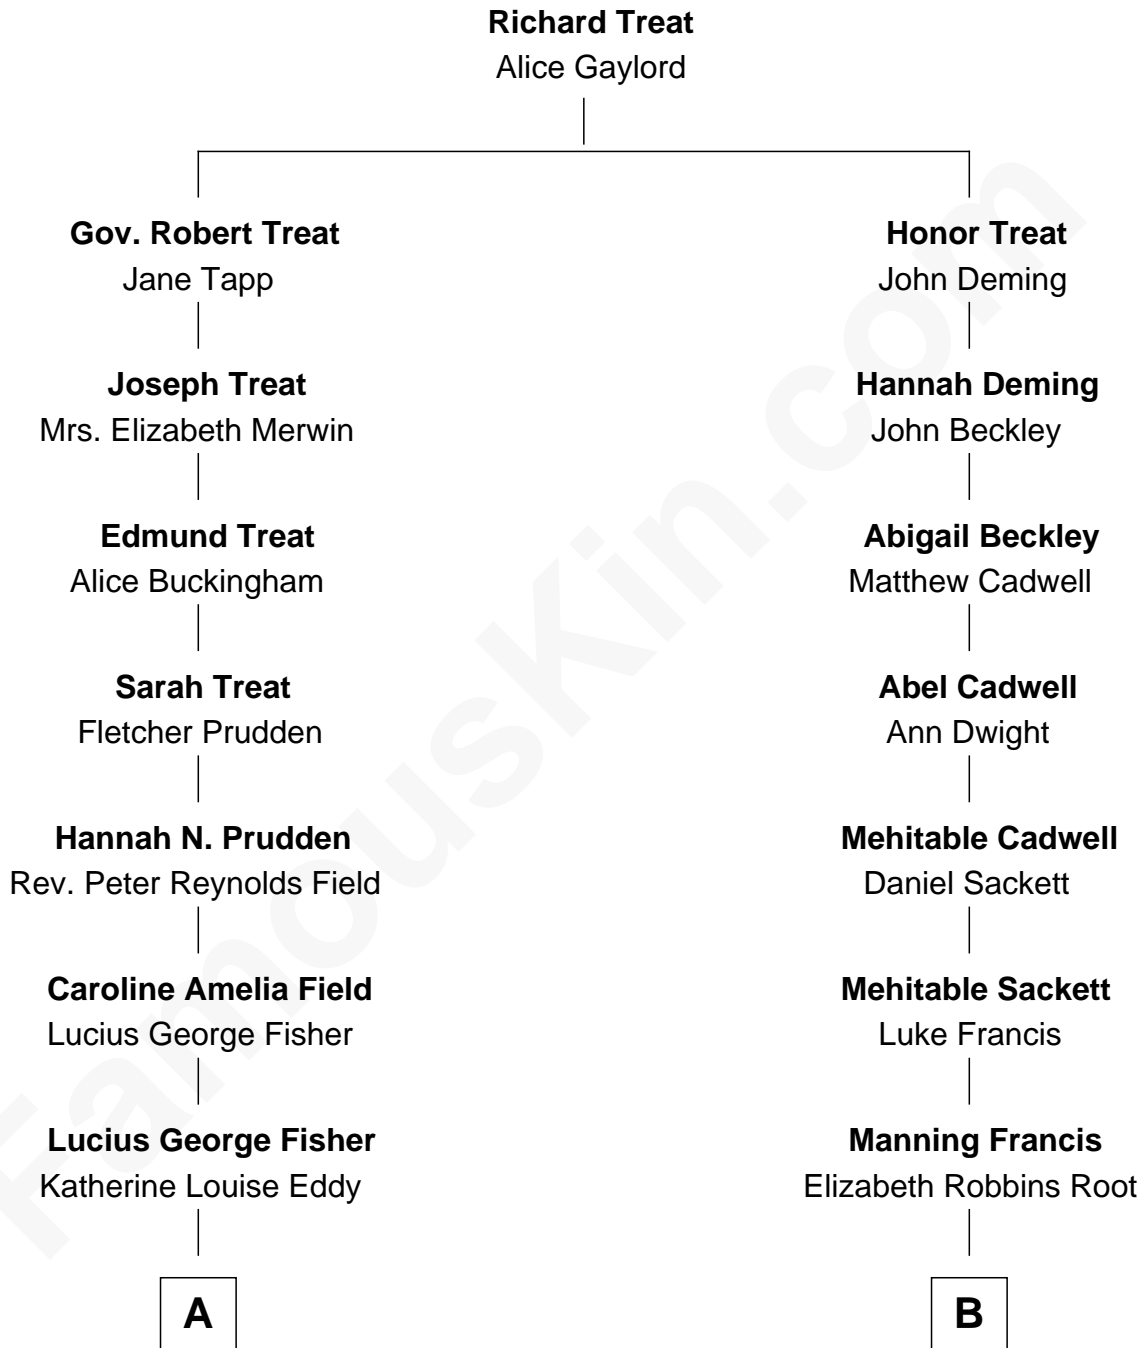 Richard Treat
Alice Gaylord
Gov. Robert Treat
Jane Tapp
Honor Treat
John Deming
Joseph Treat
Mrs. Elizabeth Merwin
Hannah Deming
John Beckley
Edmund Treat
Alice Buckingham
Abigail Beckley
Matthew Cadwell
Sarah Treat
Fletcher Prudden
Abel Cadwell
Ann Dwight
Hannah N. Prudden
Rev. Peter Reynolds Field
Mehitable Cadwell
Daniel Sackett
Caroline Amelia Field
Lucius George Fisher
Mehitable Sackett
Luke Francis
Lucius George Fisher
Katherine Louise Eddy
Manning Francis
Elizabeth Robbins Root
A
B
FamousKin.com